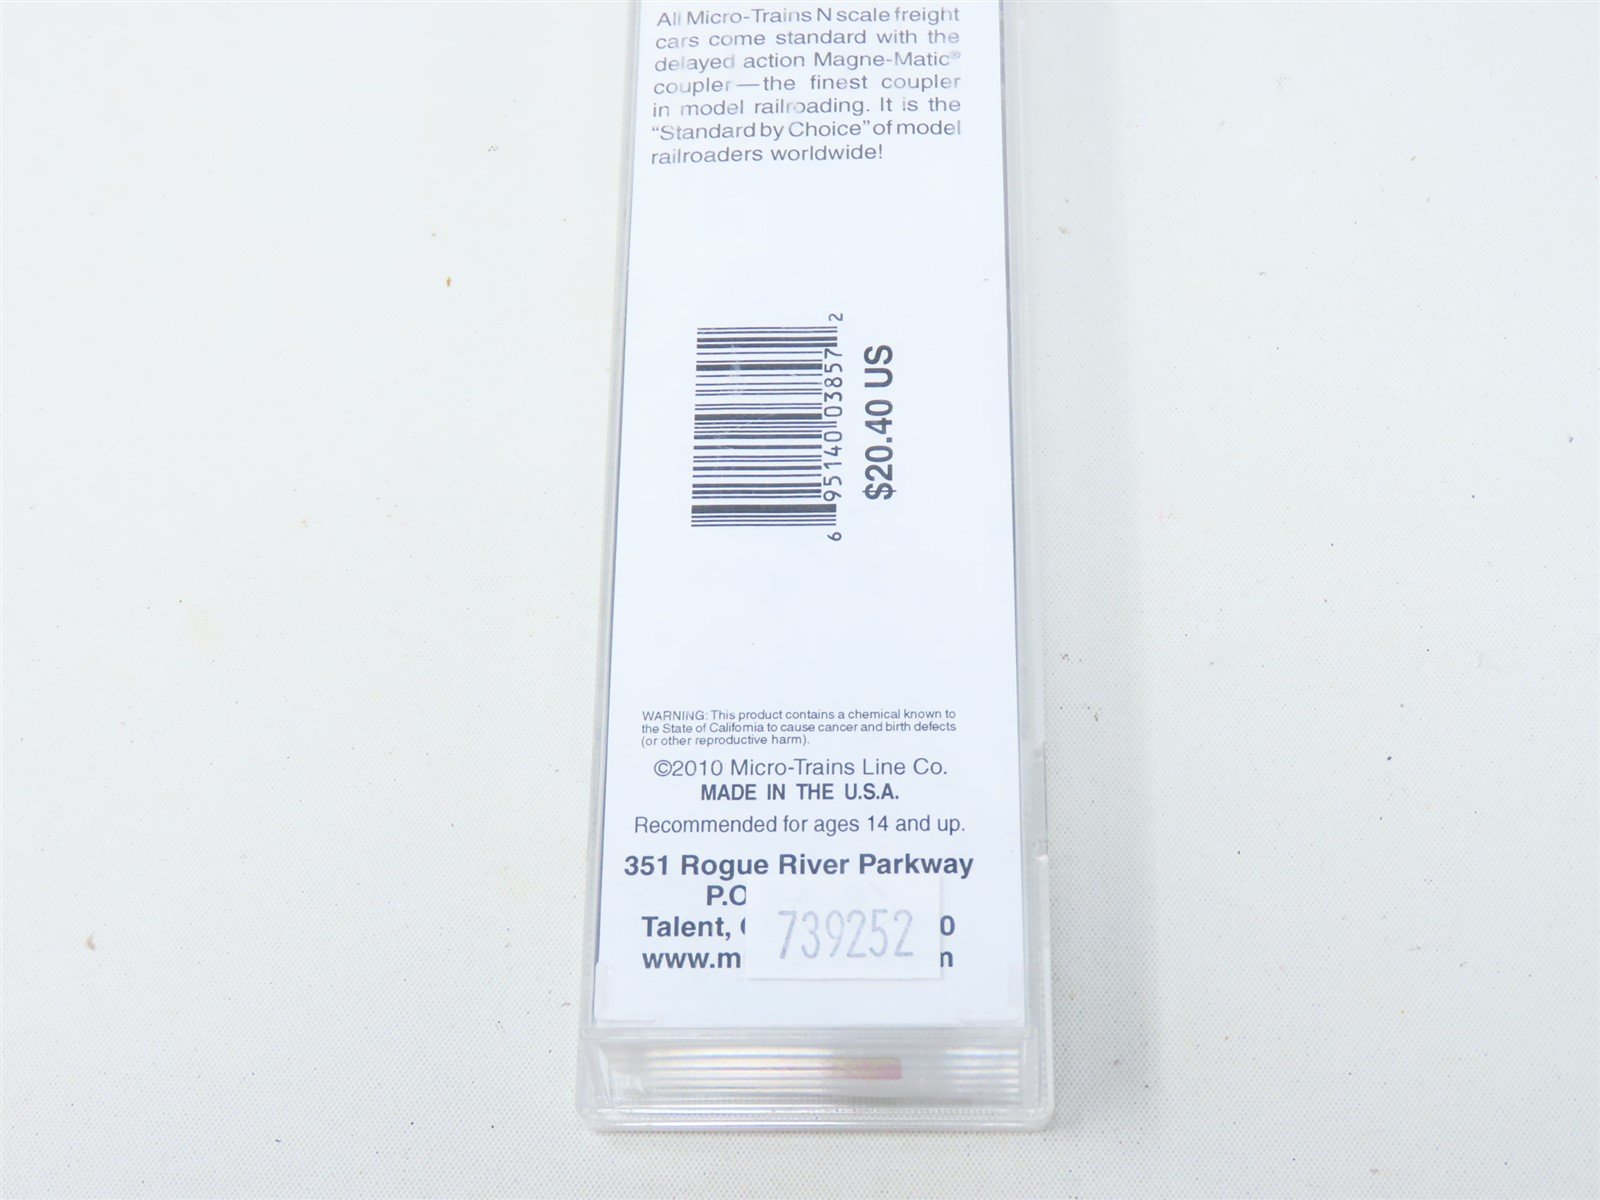 All Micro-Trains N scale freight
cars come standard with the
delayed action Magne-Matic®
coupler—the finest coupler
in model railroading. It is the
“Standard by Choice” of model
railroaders worldwide!
6 95140 03857 2
$20.40 US
WARNING: This product contains a chemical known to
the State of California to cause cancer and birth defects
(or other reproductive harm).
©2010 Micro-Trains Line Co.
MADE IN THE U.S.A.
Recommended for ages 14 and up.
351 Rogue River Parkway
P.O
Talent, 0
www.m n
739252